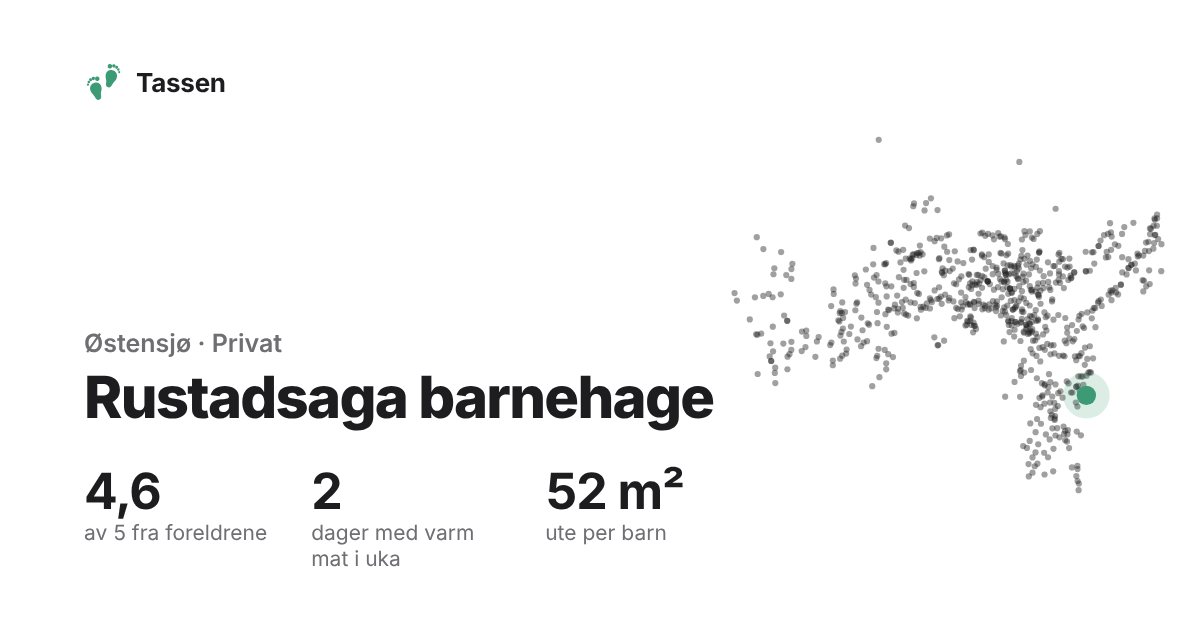 Tassen
Østensjø · Privat
Rustadsaga barnehage
4,6
av 5 fra foreldrene
2
dager med varm
mat i uka
52 m²
ute per barn